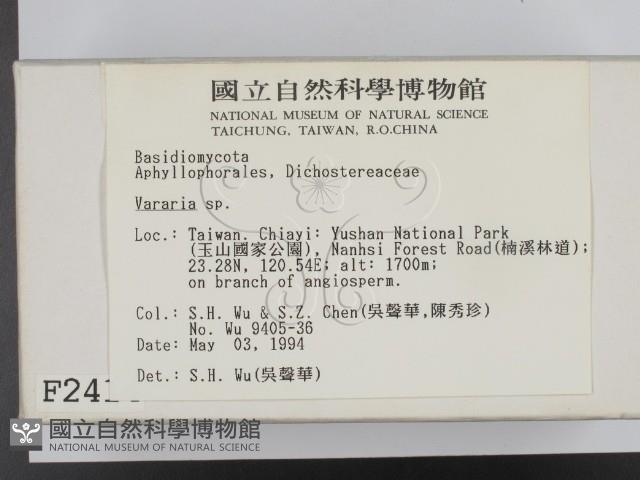 國立自然科學博物館
NATIONAL MUSEUM OF NATURAL SCIENCE
TAICHUNG, TAIWAN, R.O.CHINA
Basidiomycota
Aphyllophorales, Dichostereaceae
Vararia sp.
Loc.: Taiwan. Chiayi: Yushan National Park
(玉山國家公園), Nanhsi Forest Road(楠溪林道);
23.28N, 120.54E; alt: 1700m;
on branch of angiosperm.
Col.: S.H. Wu & S.Z. Chen(吳聲華,陳秀珍)
No. Wu 9405-36
Date: May 03, 1994
Det.: S.H. Wu(吳聲華)
國立自然科學博物館
NATIONAL MUSEUM OF NATURAL SCIENCE